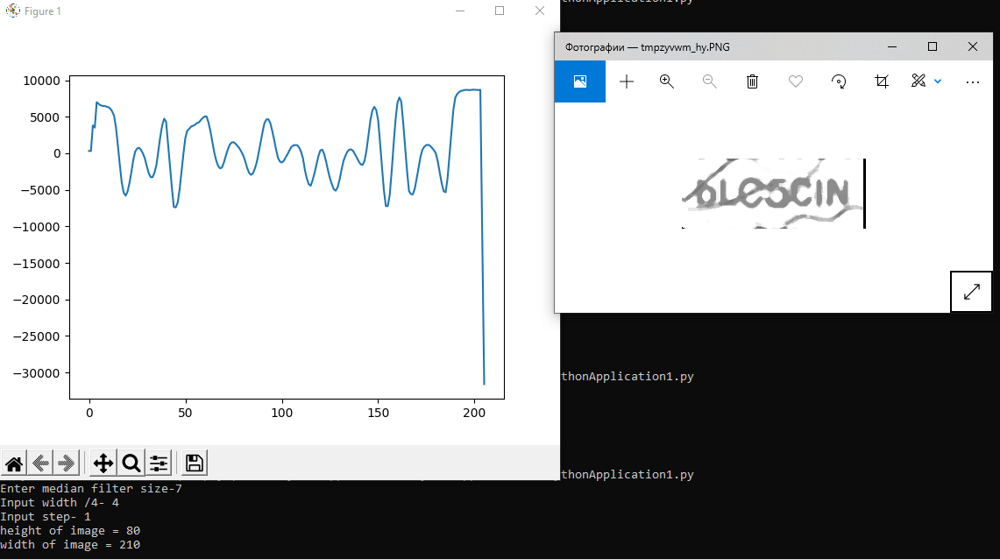 Figure 1
thonApplication1.py
Фотографии — tmpzyvwm_hy.PNG
10000
5000
0
−5000
−10000
−15000
−20000
−25000
−30000
0 50 100 150 200
bLeSCIN
thonApplication1.py
thonApplication1.py
Enter median filter size-7
Input width /4- 4
Input step- 1
height of image = 80
width of image = 210